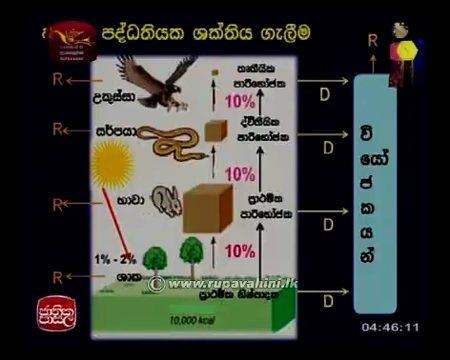 පද්ධතියක ශක්තිය ගැලීම
R
R
තෘතීයික
පාරිභෝජක
උකුස්සා
10%
D
R
සර්පයා
ද්විතීයික
පාරිභෝජක
D
වි
යෝ
ජ
ක
ය
න්
10%
R
හාවා
ප්‍රාථමික
පාරිභෝජක
D
10%
1% - 2%
R
ශාක
© www.rupavahini.lk
ප්‍රාථමික නිෂ්පාදක
D
10,000 kcal
ජාතික
පාසල
04:46:11